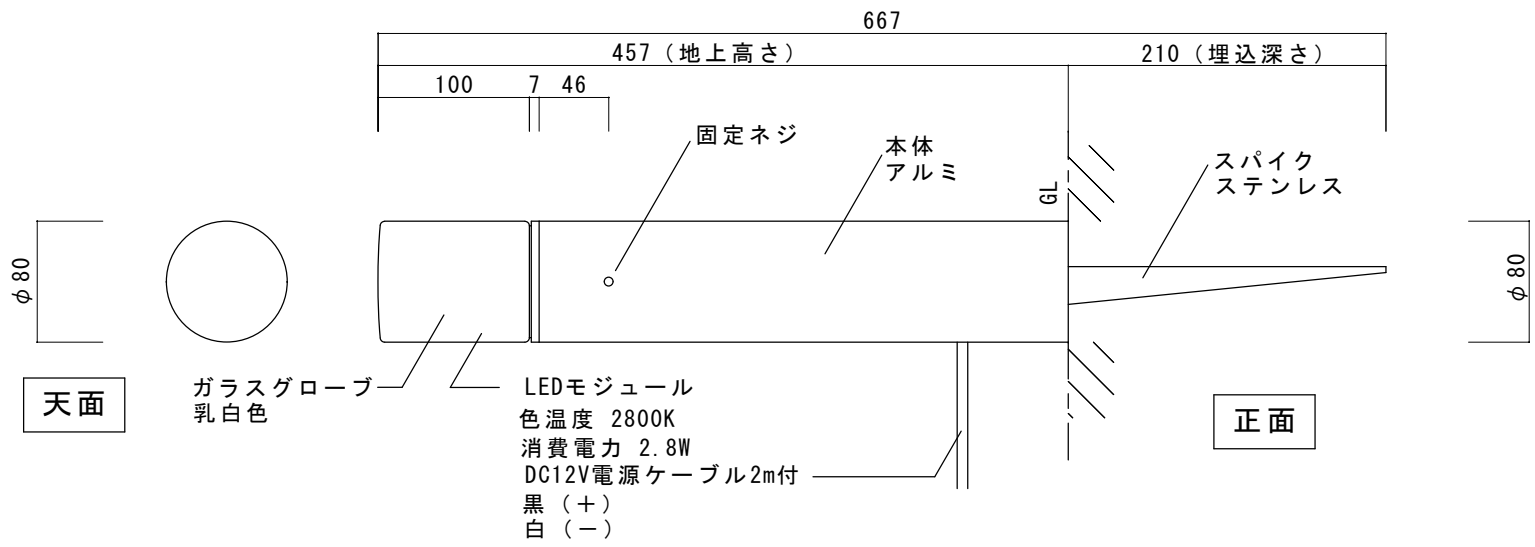 667
457（地上高さ）
210（埋込深さ）
100
7
46
固定ネジ
本体
アルミ
スパイク
ステンレス
GL
φ80
φ80
天面
ガラスグローブ
乳白色
LEDモジュール
色温度 2800K
消費電力 2.8W
DC12V電源ケーブル2m付
黒（＋）
白（－）
正面